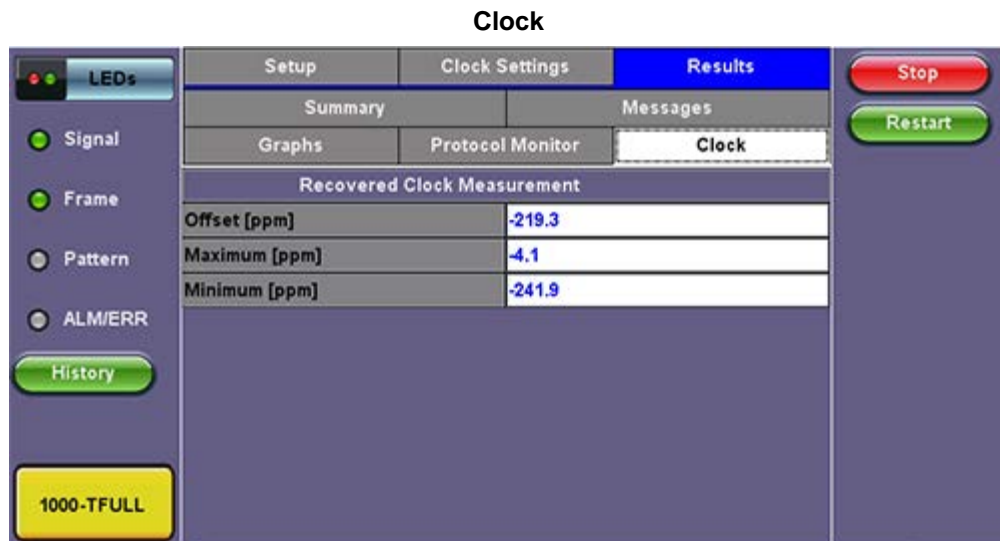 Clock
LEDs
Setup
Clock Settings
Results
Stop
Summary
Messages
Restart
Signal
Graphs
Protocol Monitor
Clock
Recovered Clock Measurement
Frame
Offset [ppm]
-219.3
Maximum [ppm]
-4.1
Pattern
Minimum [ppm]
-241.9
ALM/ERR
History
1000-TFULL